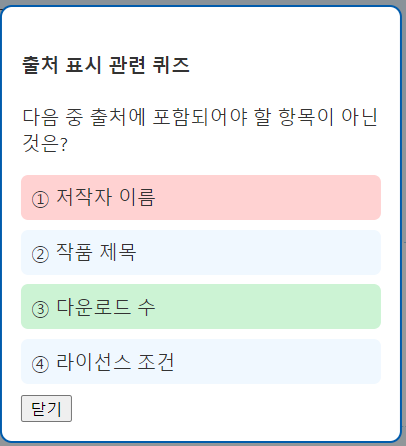 출처 표시 관련 퀴즈
다음 중 출처에 포함되어야 할 항목이 아닌
것은?
① 저작자 이름
② 작품 제목
③ 다운로드 수
④ 라이선스 조건
닫기